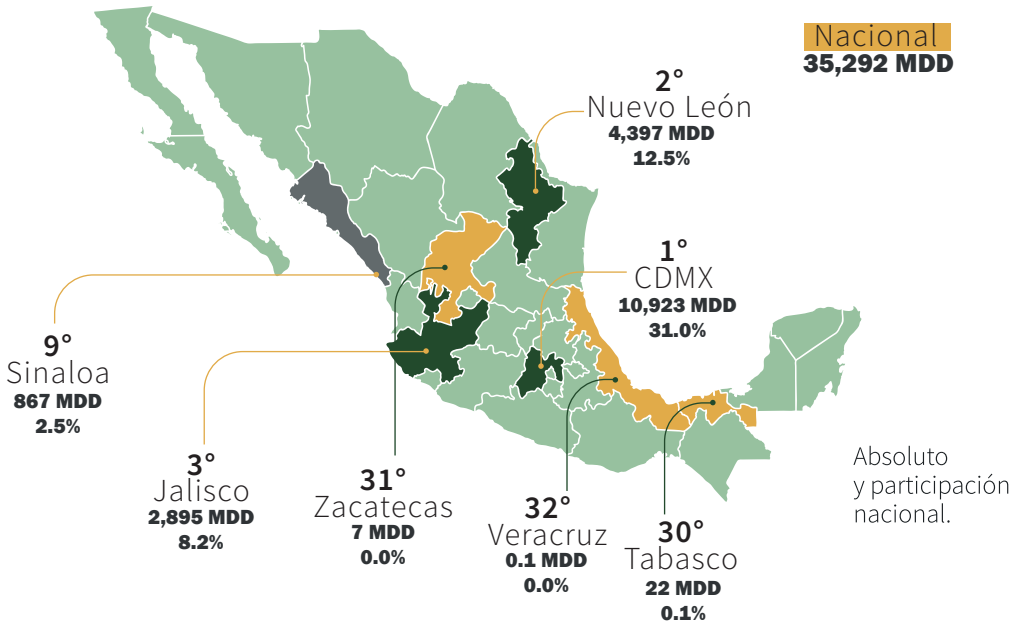 Nacional
35,292 MDD
2°
Nuevo León
4,397 MDD
12.5%
1°
CDMX
10,923 MDD
31.0%
9°
Sinaloa
867 MDD
2.5%
3°
Jalisco
2,895 MDD
8.2%
31°
Zacatecas
7 MDD
0.0%
32°
Veracruz
0.1 MDD
0.0%
30°
Tabasco
22 MDD
0.1%
Absoluto
y participación
nacional.